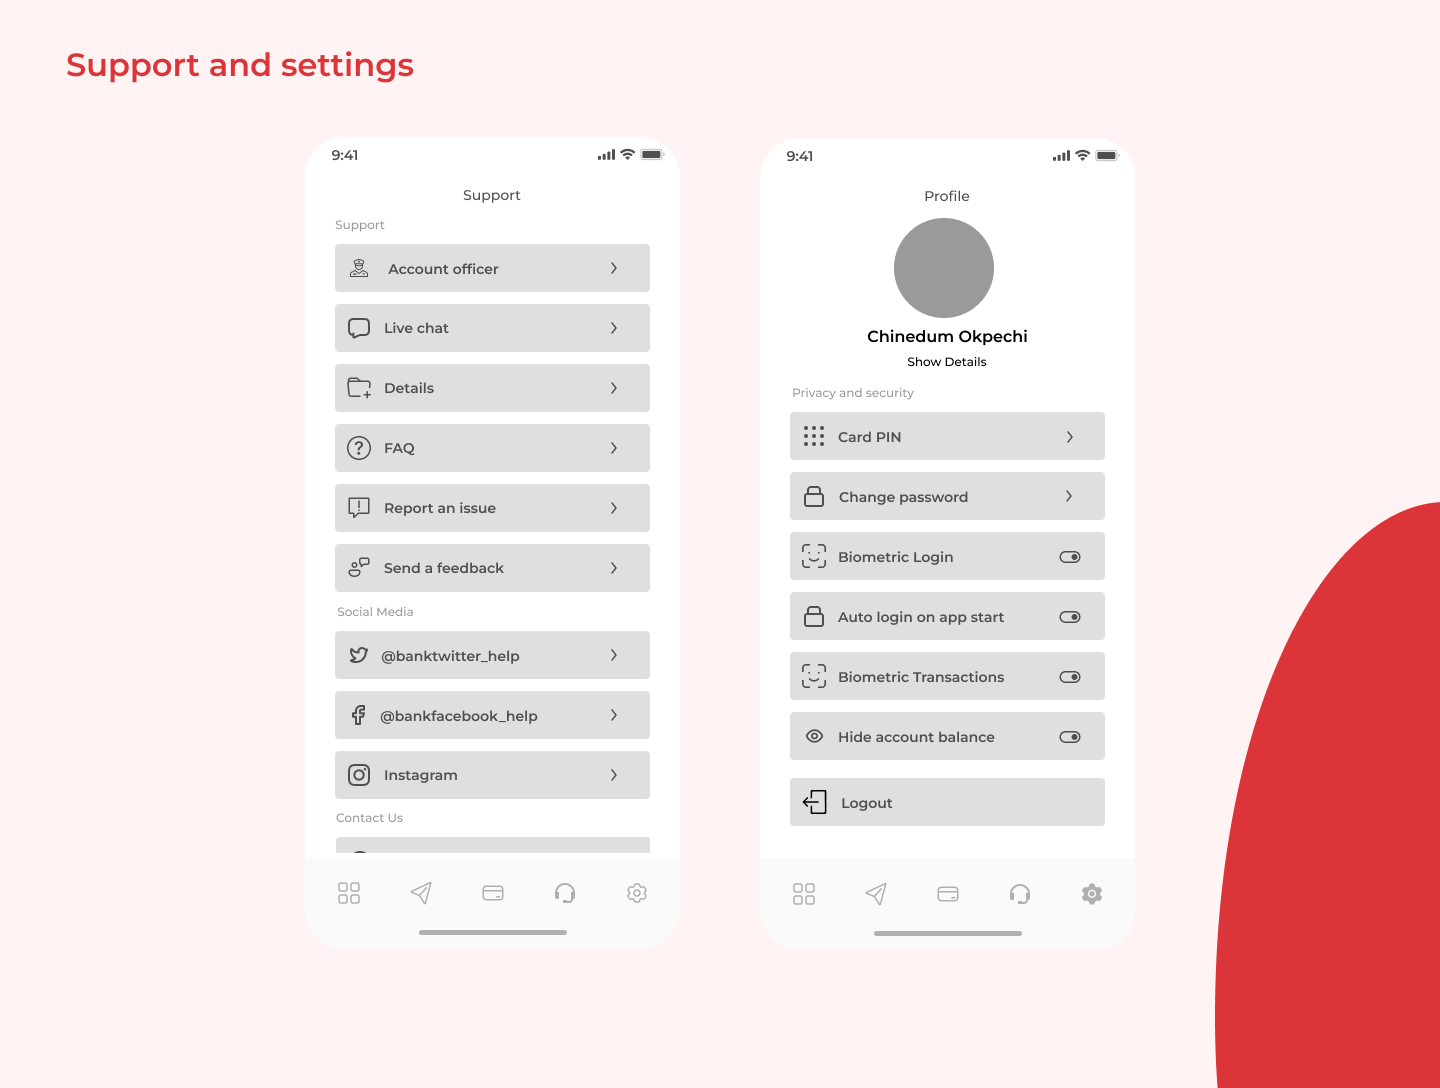 Support and settings
9:41
Support
Support
Account officer
Live chat
Details
FAQ
Report an issue
Send a feedback
Social Media
@banktwitter_help
@bankfacebook_help
Instagram
Contact Us
9:41
Profile
Chinedum Okpechi
Show Details
Privacy and security
Card PIN
Change password
Biometric Login
Auto login on app start
Biometric Transactions
Hide account balance
Logout